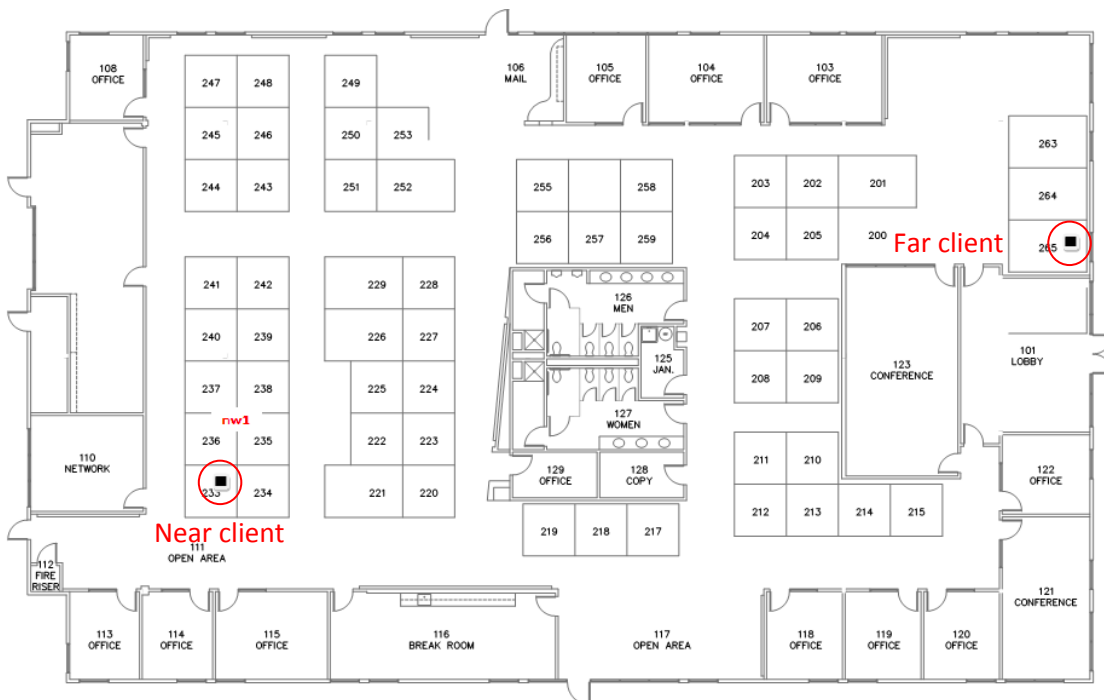 108
OFFICE
247
248
249
106
MAIL
105
OFFICE
104
OFFICE
103
OFFICE
245
246
250
253
263
244
243
251
252
255
258
203
202
201
264
256
257
259
204
205
200
Far client
265
241
242
229
228
126
MEN
240
239
226
227
207
206
125
JAN.
101
LOBBY
123
CONFERENCE
237
238
225
224
208
209
nw1
127
WOMEN
236
235
222
223
110
NETWORK
211
210
129
OFFICE
128
COPY
122
OFFICE
233
234
221
220
212
213
214
215
Near client
219
218
217
111
OPEN AREA
112
FIRE
RISER
113
OFFICE
114
OFFICE
115
OFFICE
116
BREAK ROOM
117
OPEN AREA
118
OFFICE
119
OFFICE
120
OFFICE
121
CONFERENCE